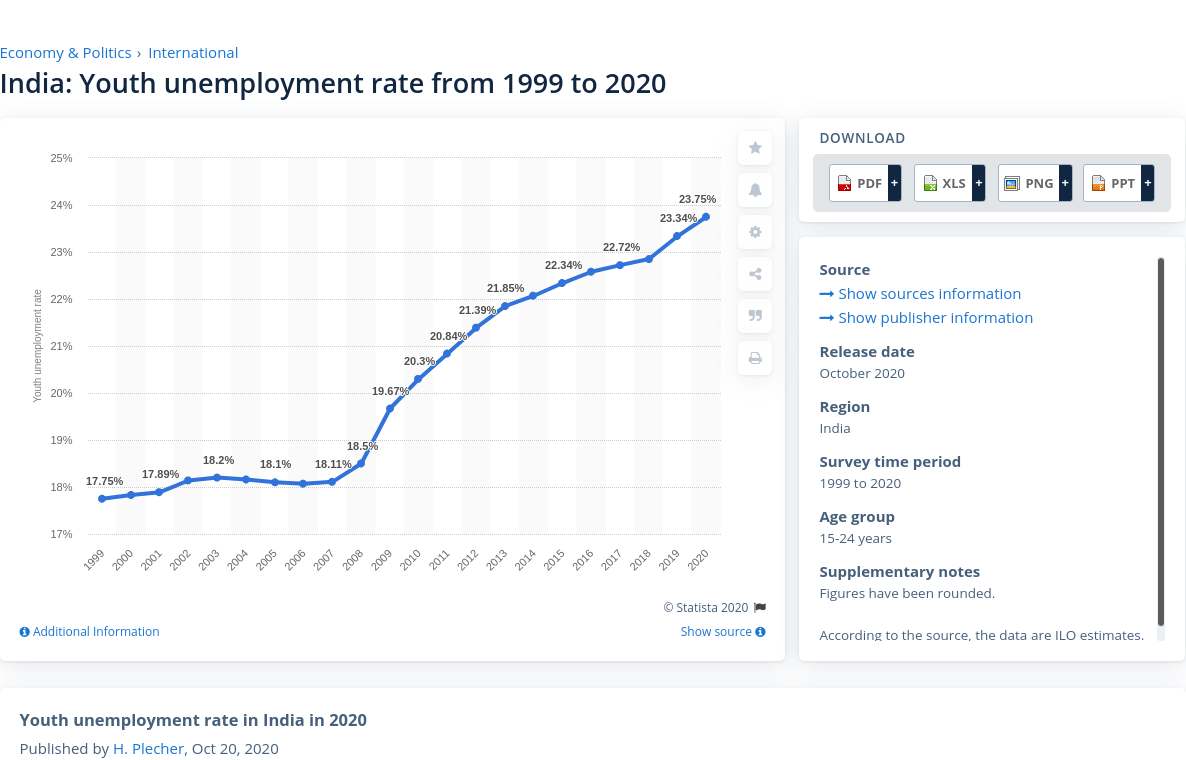 Economy & Politics › International
India: Youth unemployment rate from 1999 to 2020
25%
24%
23%
22%
21%
20%
19%
18%
17%
Youth unemployment rate
17.75%
17.89%
18.2%
18.1%
18.11%
18.5%
19.67%
20.3%
20.84%
21.39%
21.85%
22.34%
22.72%
23.34%
23.75%
1999 2000 2001 2002 2003 2004 2005 2006 2007 2008 2009 2010 2011 2012 2013 2014 2015 2016 2017 2018 2019 2020
© Statista 2020
Additional Information
Show source
DOWNLOAD
PDF + XLS + PNG + PPT +
Source
Show sources information
Show publisher information
Release date
October 2020
Region
India
Survey time period
1999 to 2020
Age group
15-24 years
Supplementary notes
Figures have been rounded.
According to the source, the data are ILO estimates.
Youth unemployment rate in India in 2020
Published by H. Plecher, Oct 20, 2020